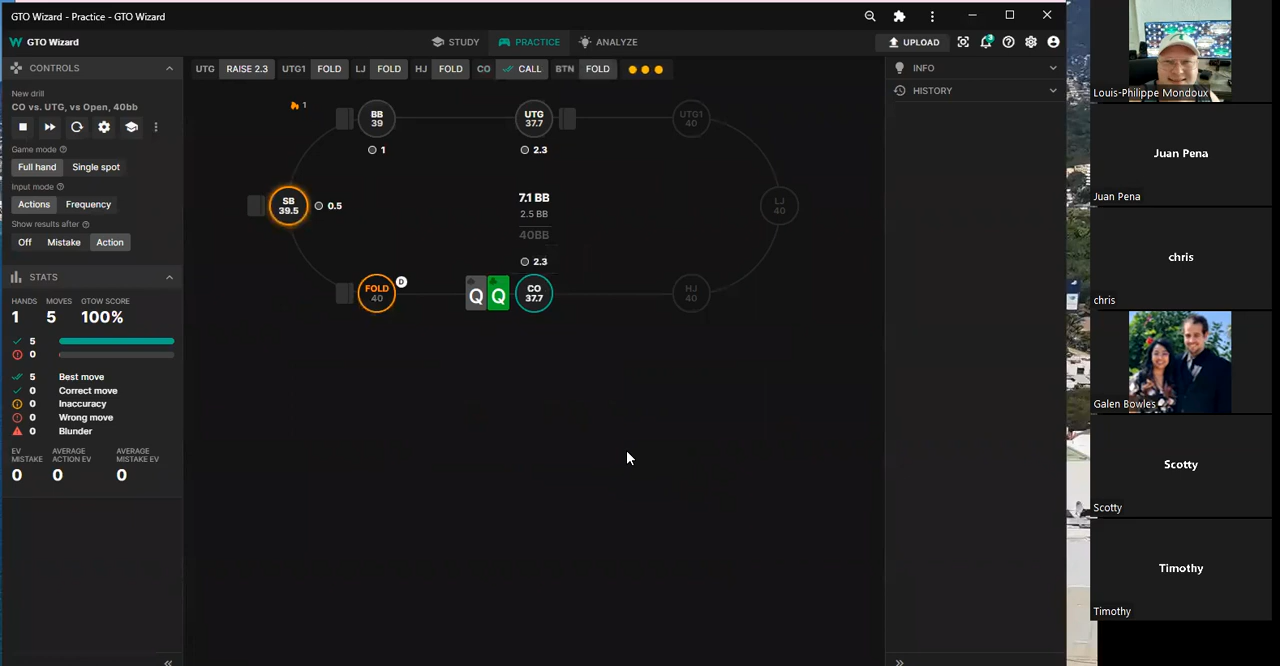 GTO Wizard - Practice - GTO Wizard
GTO Wizard
STUDY
PRACTICE
ANALYZE
UPLOAD
CONTROLS
New drill
CO vs. UTG, vs Open, 40bb
Game mode
Full hand
Single spot
Input mode
Actions
Frequency
Show results after
Off
Mistake
Action
STATS
HANDS
MOVES
GTOW SCORE
1
5
100%
5
0
5 Best move
0 Correct move
0 Inaccuracy
0 Wrong move
0 Blunder
EV MISTAKE
AVERAGE ACTION EV
AVERAGE MISTAKE EV
0
0
0
UTG RAISE 2.3 UTG1 FOLD LJ FOLD HJ FOLD CO CALL BTN FOLD
1
BB
39
1
UTG
37.7
2.3
UTG1
40
SB
39.5
0.5
7.1 BB
2.5 BB
40BB
LJ
40
2.3
FOLD
40
D
Q Q
CO
37.7
HJ
40
INFO
HISTORY
Louis-Philippe Mondoux
Juan Pena
Juan Pena
chris
chris
Galen Bowles
Scotty
Scotty
Timothy
Timothy